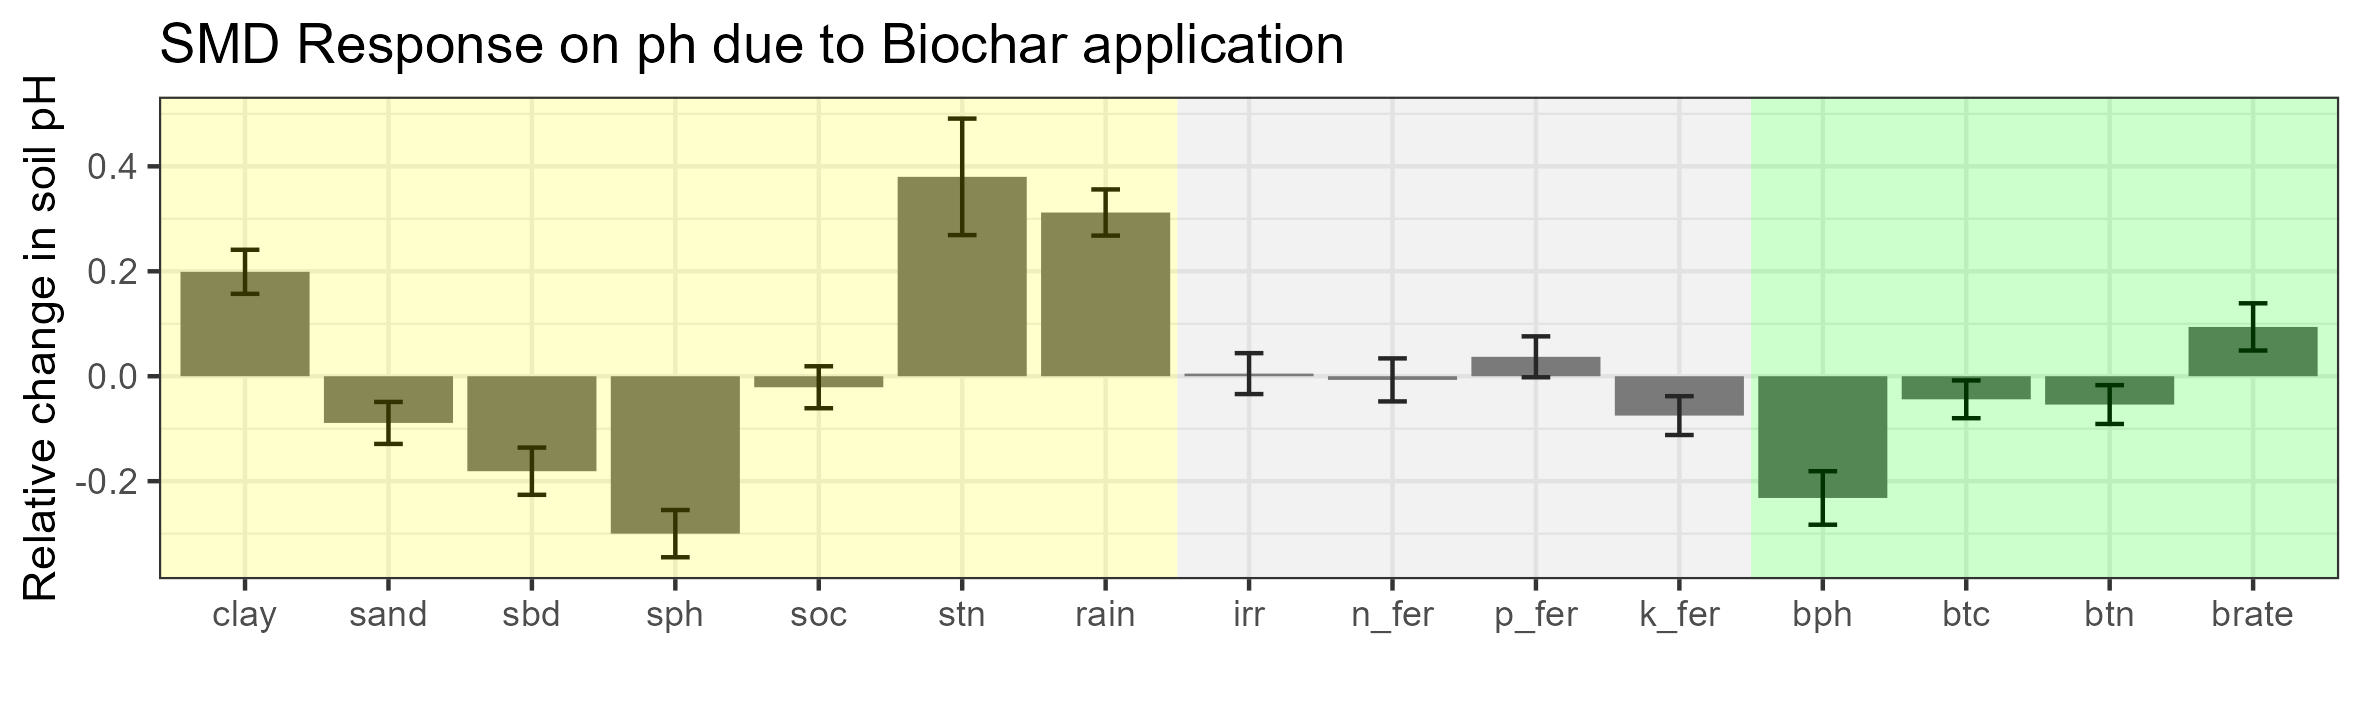 SMD Response on ph due to Biochar application
Relative change in soil pH
0.4
0.2
0.0
-0.2
clay sand sbd sph soc stn rain irr n_fer p_fer k_fer bph btc btn brate